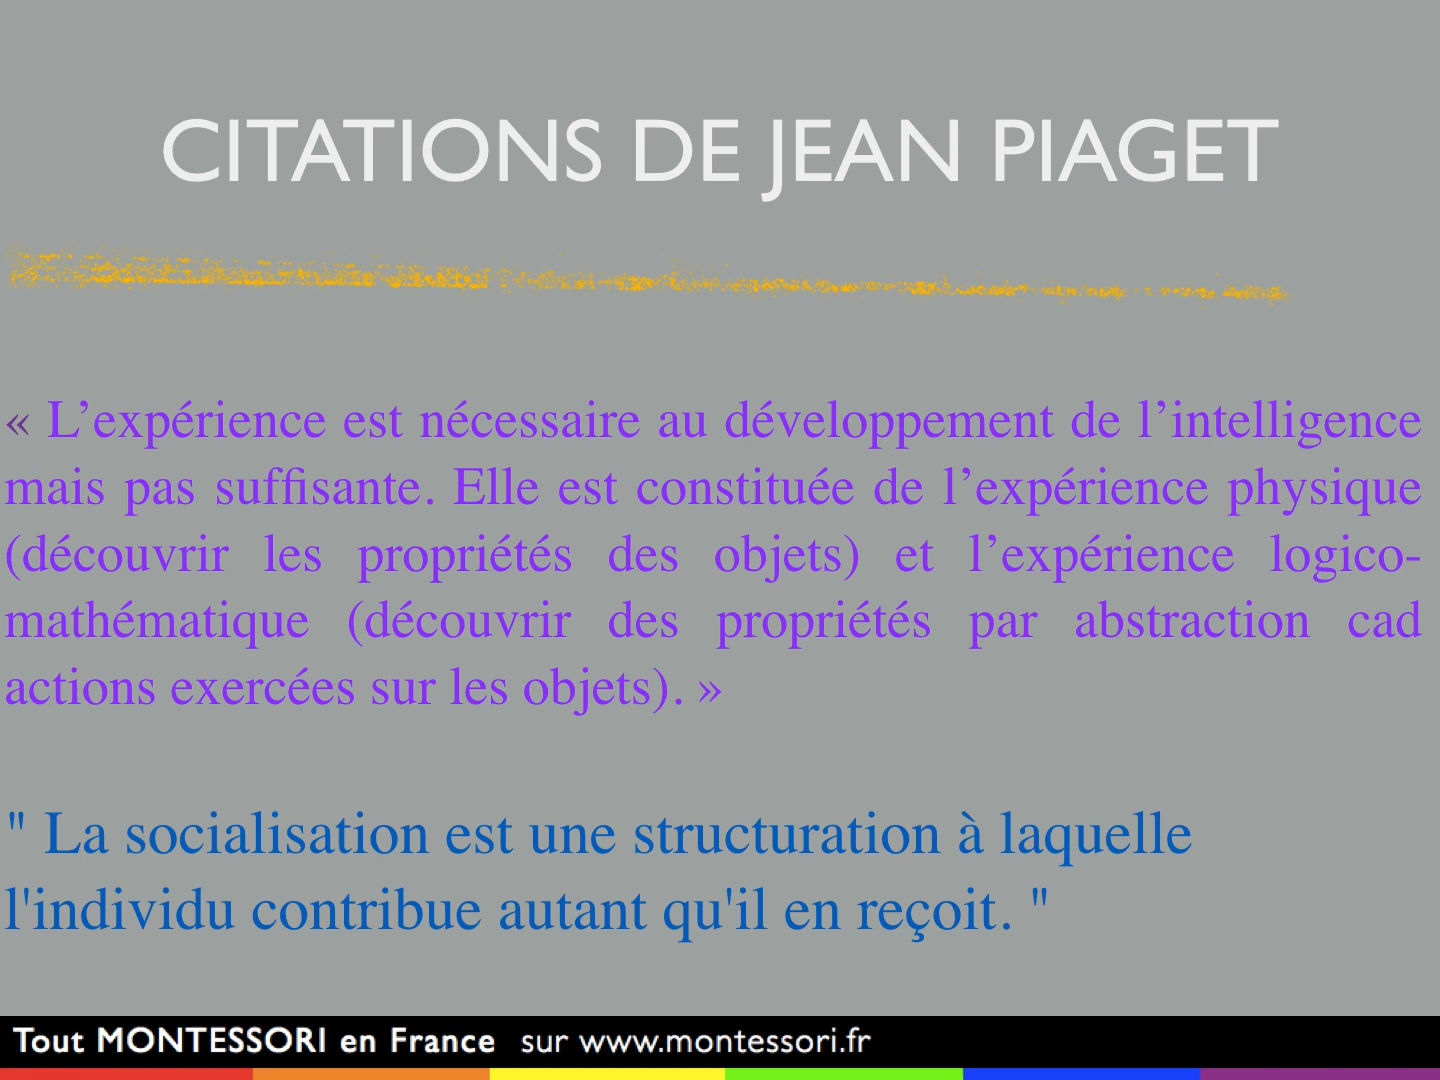 CITATIONS DE JEAN PIAGET
« L’expérience est nécessaire au développement de l’intelligence
mais pas suffisante. Elle est constituée de l’expérience physique
(découvrir les propriétés des objets) et l’expérience logico-
mathématique (découvrir des propriétés par abstraction cad
actions exercées sur les objets). »
" La socialisation est une structuration à laquelle
l'individu contribue autant qu'il en reçoit. "
Tout MONTESSORI en France sur www.montessori.fr